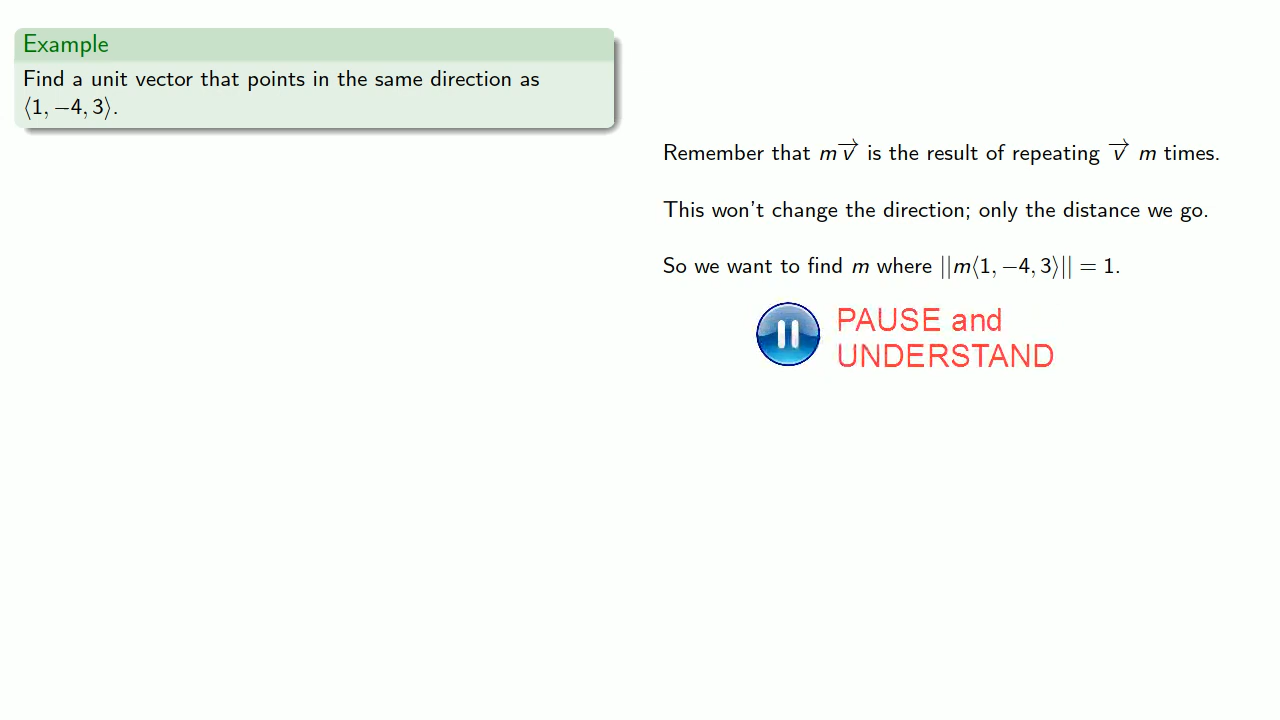 Example
Find a unit vector that points in the same direction as
⟨1, −4, 3⟩.
Remember that m\overrightarrow{v} is the result of repeating \overrightarrow{v} m times.
This won't change the direction; only the distance we go.
So we want to find m where ||m⟨1, −4, 3⟩|| = 1.
PAUSE and
UNDERSTAND